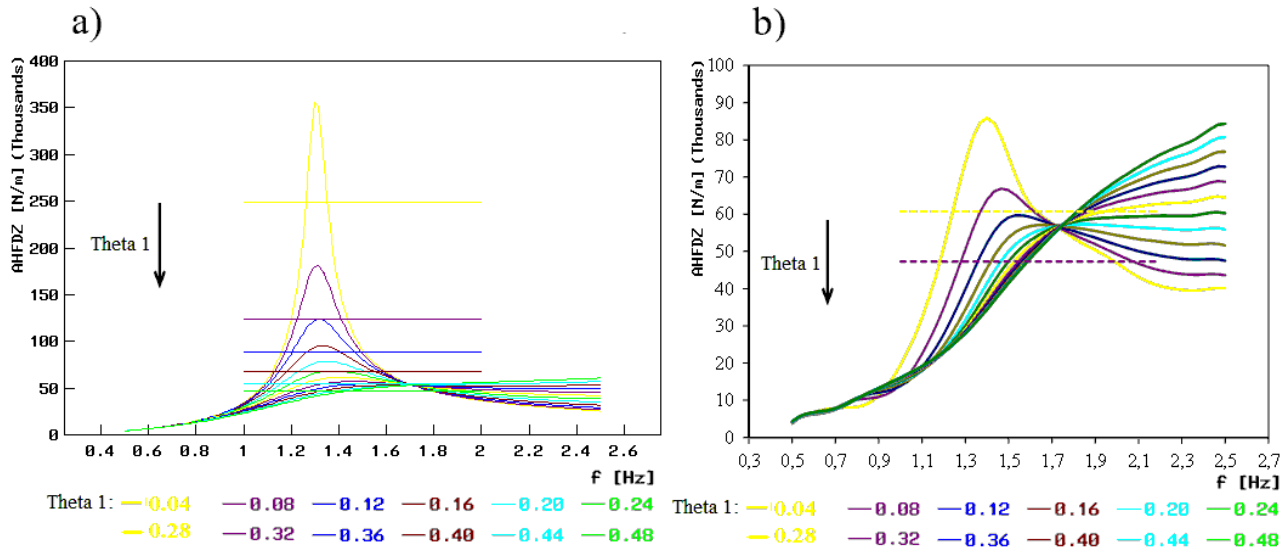 a)
AHFDZ [N/m] (Thousands)
400
350
300
250
200
150
100
50
0
Theta 1
0.4 0.6 0.8 1 1.2 1.4 1.6 1.8 2 2.2 2.4 2.6
f [Hz]
Theta 1: 0.04 0.08 0.12 0.16 0.20 0.24
0.28 0.32 0.36 0.40 0.44 0.48
b)
AHFDZ [N/m] (Thousands)
100
90
80
70
60
50
40
30
20
10
0
Theta 1
0,3 0,5 0,7 0,9 1,1 1,3 1,5 1,7 1,9 2,1 2,3 2,5 2,7
f [Hz]
Theta 1: 0.04 0.08 0.12 0.16 0.20 0.24
0.28 0.32 0.36 0.40 0.44 0.48